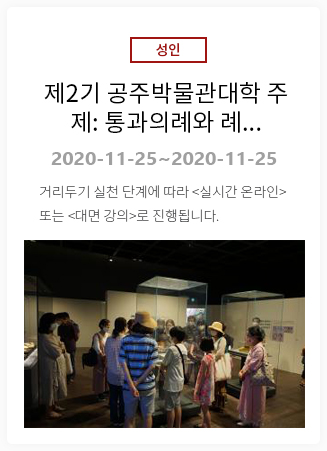 성인
제2기 공주박물관대학 주
제: 통과의례와 례...
2020-11-25~2020-11-25
거리두기 실천 단계에 따라 <실시간 온라인>
또는 <대면 강의>로 진행됩니다.